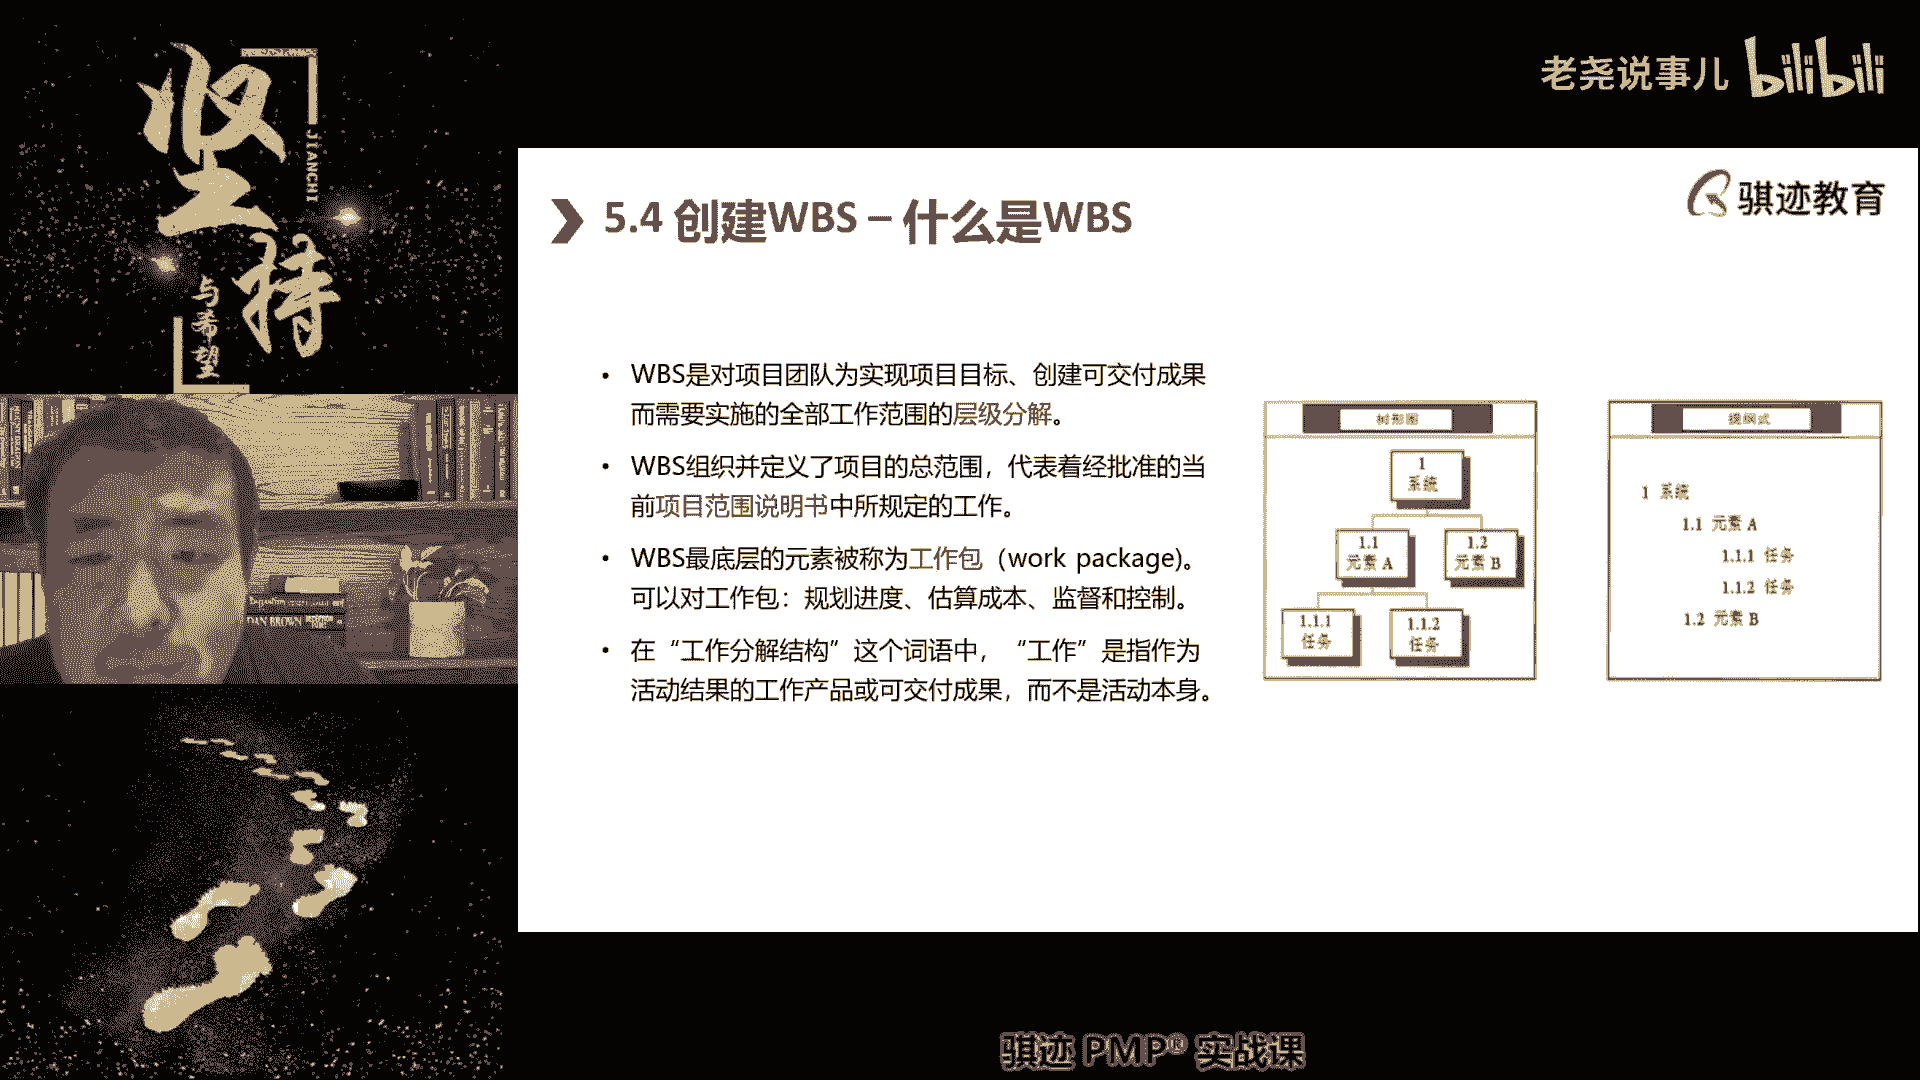 坚持
JIANCHI
与希望
老尧说事儿 bilibili
骐迹教育
5.4 创建WBS – 什么是WBS
• WBS是对项目团队为实现项目目标、创建可交付成果
而需要实施的全部工作范围的层级分解。
• WBS组织并定义了项目的总范围，代表着经批准的当
前项目范围说明书中所规定的工作。
• WBS最底层的元素被称为工作包（work package)。
可以对工作包：规划进度、估算成本、监督和控制。
• 在“工作分解结构”这个词语中，“工作”是指作为
活动结果的工作产品或可交付成果，而不是活动本身。
树形图
1
系统
1.1
元素 A
1.2
元素 B
1.1.1
任务
1.1.2
任务
提纲式
1 系统
1.1 元素 A
1.1.1 任务
1.1.2 任务
1.2 元素 B
DAN BROWN
骐迹 PMP® 实战课